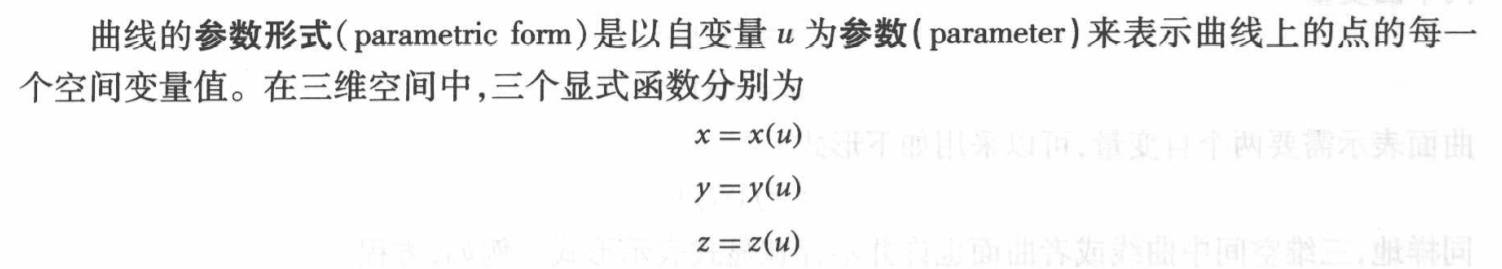 曲线的参数形式(parametric form)是以自变量 u 为参数(parameter)来表示曲线上的点的每一
个空间变量值。在三维空间中,三个显式函数分别为
x = x(u)
y = y(u)
z = z(u)